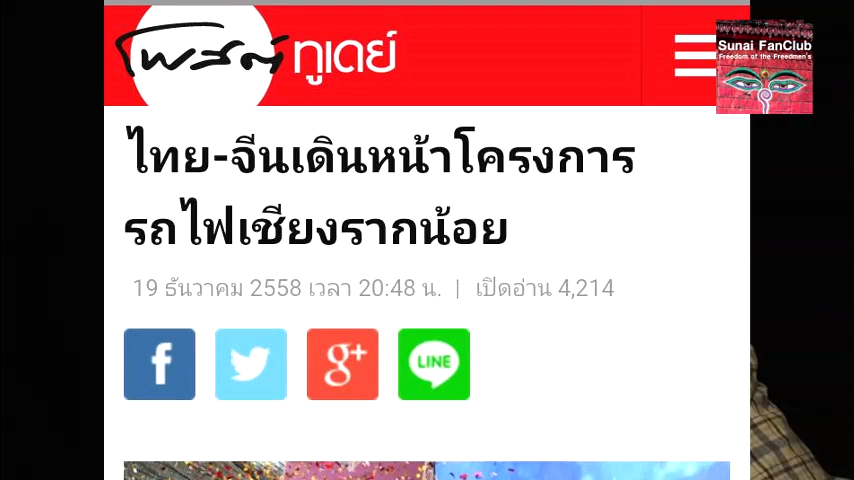 โพสต์ทูเดย์
Sunai FanClub
Freedom of the Freedmen's
ไทย-จีนเดินหน้าโครงการ
รถไฟเชียงรากน้อย
19 ธันวาคม 2558 เวลา 20:48 น. | เปิดอ่าน 4,214
f
g+
LINE